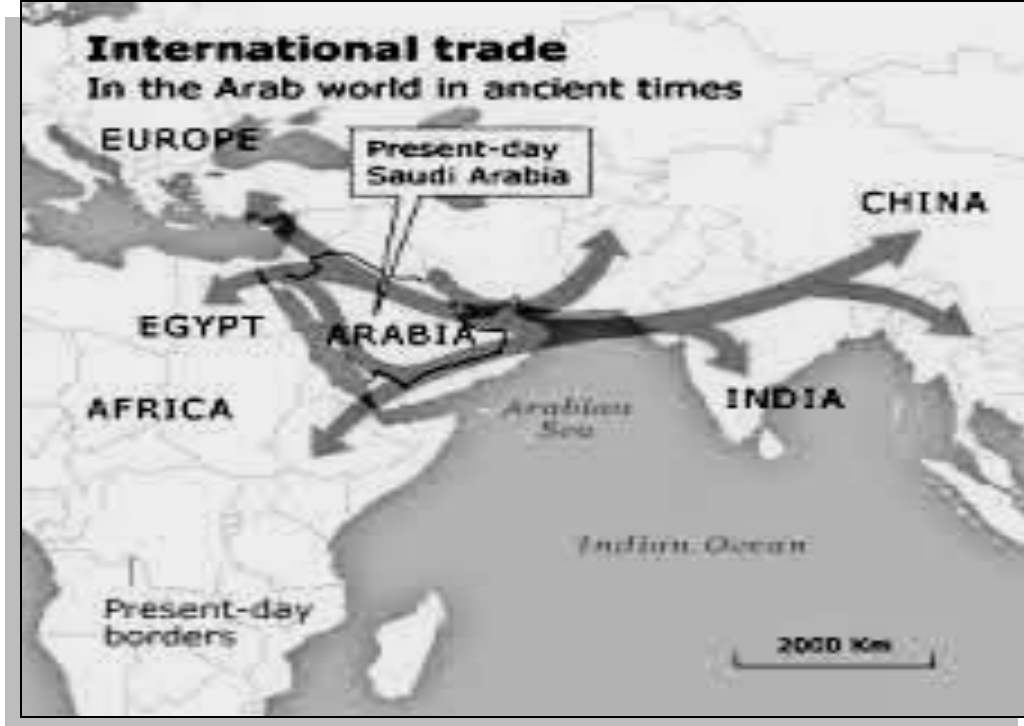 International trade
In the Arab world in ancient times
EUROPE
Present-day
Saudi Arabia
CHINA
EGYPT
ARABIA
AFRICA
INDIA
Arabian
Sea
Indian Ocean
Present-day
borders
2000 Km